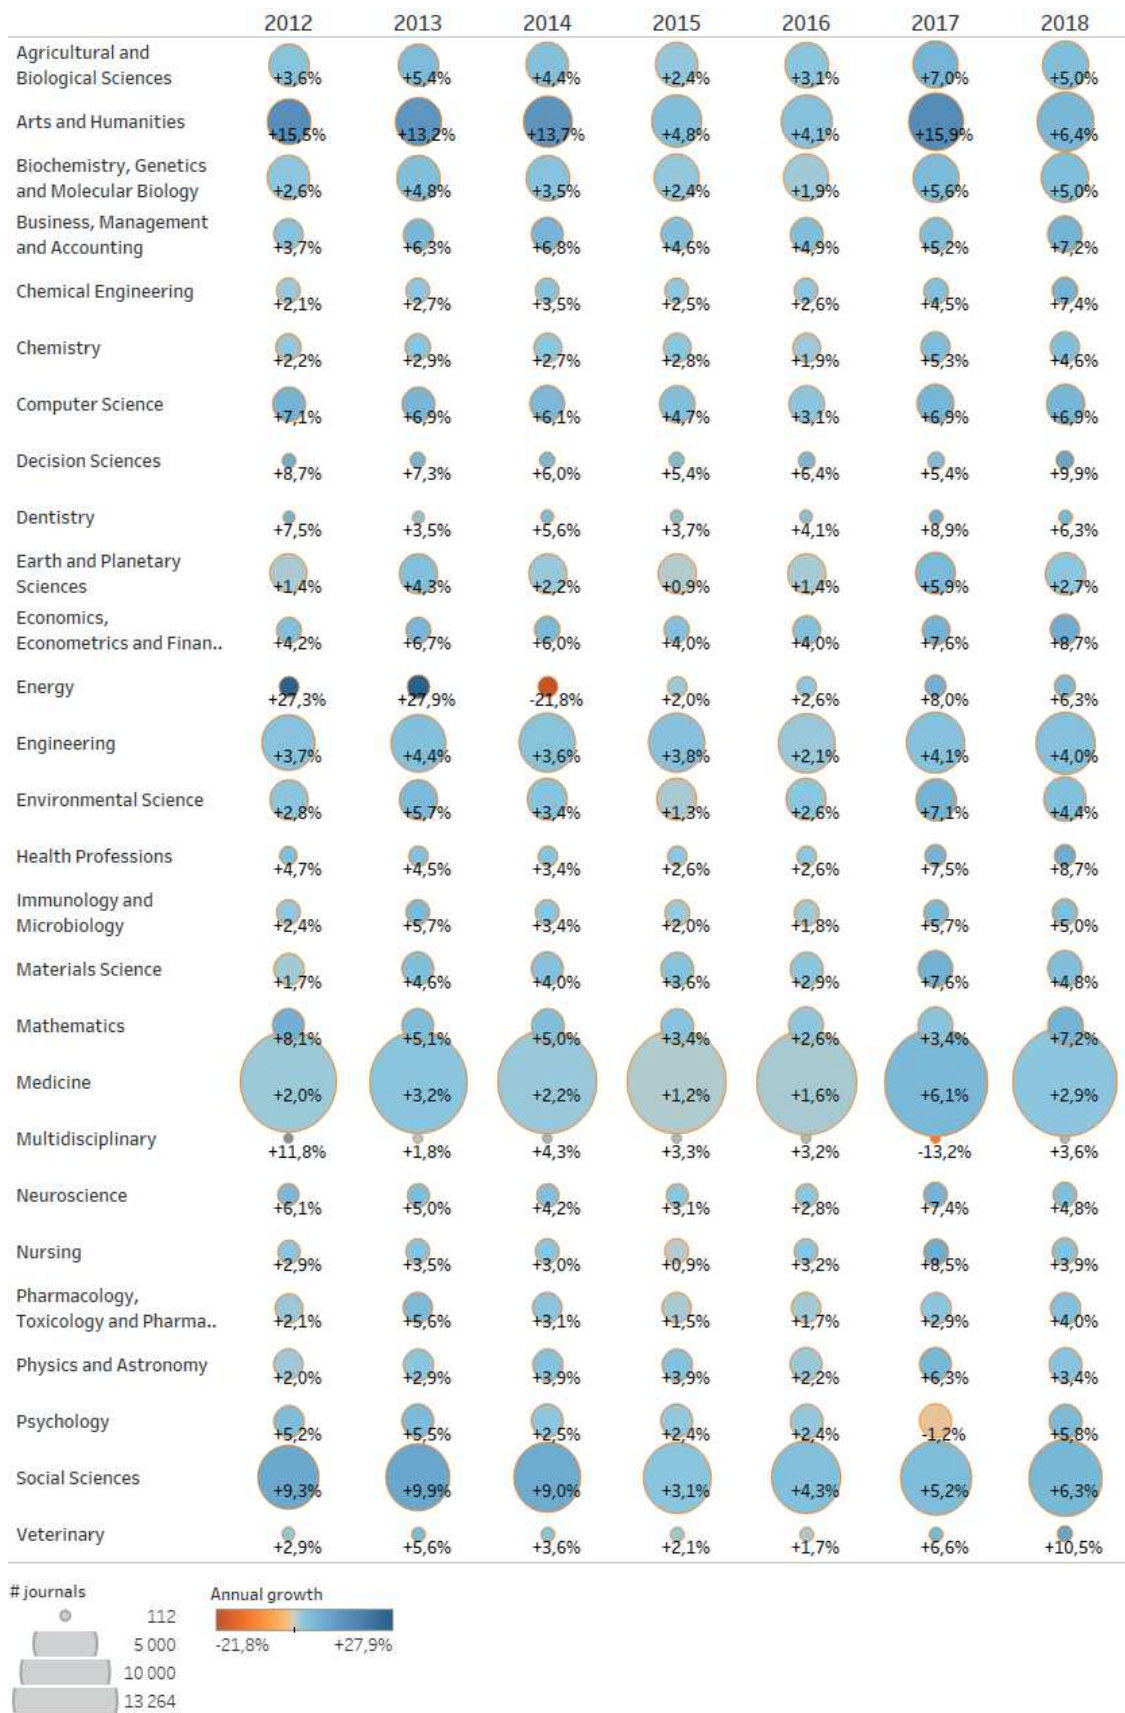 2012 2013 2014 2015 2016 2017 2018
Agricultural and
Biological Sciences +3,6% +5,4% +4,4% +2,4% +3,1% +7,0% +5,0%
Arts and Humanities +15,5% +13,2% +13,7% +4,8% +4,1% +15,9% +6,4%
Biochemistry, Genetics
and Molecular Biology +2,6% +4,8% +3,5% +2,4% +1,9% +5,6% +5,0%
Business, Management
and Accounting +3,7% +6,3% +6,8% +4,6% +4,9% +5,2% +7,2%
Chemical Engineering +2,1% +2,7% +3,5% +2,5% +2,6% +4,5% +7,4%
Chemistry +2,2% +2,9% +2,7% +2,8% +1,9% +5,3% +4,6%
Computer Science +7,1% +6,9% +6,1% +4,7% +3,1% +6,9% +6,9%
Decision Sciences +8,7% +7,3% +6,0% +5,4% +6,4% +5,4% +9,9%
Dentistry +7,5% +3,5% +5,6% +3,7% +4,1% +8,9% +6,3%
Earth and Planetary
Sciences +1,4% +4,3% +2,2% +0,9% +1,4% +5,9% +2,7%
Economics,
Econometrics and Finan.. +4,2% +6,7% +6,0% +4,0% +4,0% +7,6% +8,7%
Energy +27,3% +27,9% -21,8% +2,0% +2,6% +8,0% +6,3%
Engineering +3,7% +4,4% +3,6% +3,8% +2,1% +4,1% +4,0%
Environmental Science +2,8% +5,7% +3,4% +1,3% +2,6% +7,1% +4,4%
Health Professions +4,7% +4,5% +3,4% +2,6% +2,6% +7,5% +8,7%
Immunology and
Microbiology +2,4% +5,7% +3,4% +2,0% +1,8% +5,7% +5,0%
Materials Science +1,7% +4,6% +4,0% +3,6% +2,9% +7,6% +4,8%
Mathematics +8,1% +5,1% +5,0% +3,4% +2,6% +3,4% +7,2%
Medicine +2,0% +3,2% +2,2% +1,2% +1,6% +6,1% +2,9%
Multidisciplinary +11,8% +1,8% +4,3% +3,3% +3,2% -13,2% +3,6%
Neuroscience +6,1% +5,0% +4,2% +3,1% +2,8% +7,4% +4,8%
Nursing +2,9% +3,5% +3,0% +0,9% +3,2% +8,5% +3,9%
Pharmacology,
Toxicology and Pharma.. +2,1% +5,6% +3,1% +1,5% +1,7% +2,9% +4,0%
Physics and Astronomy +2,0% +2,9% +3,9% +3,9% +2,2% +6,3% +3,4%
Psychology +5,2% +5,5% +2,5% +2,4% +2,4% -1,2% +5,8%
Social Sciences +9,3% +9,9% +9,0% +3,1% +4,3% +5,2% +6,3%
Veterinary +2,9% +5,6% +3,6% +2,1% +1,7% +6,6% +10,5%
# journals Annual growth
112
5 000 -21,8% +27,9%
10 000
13 264